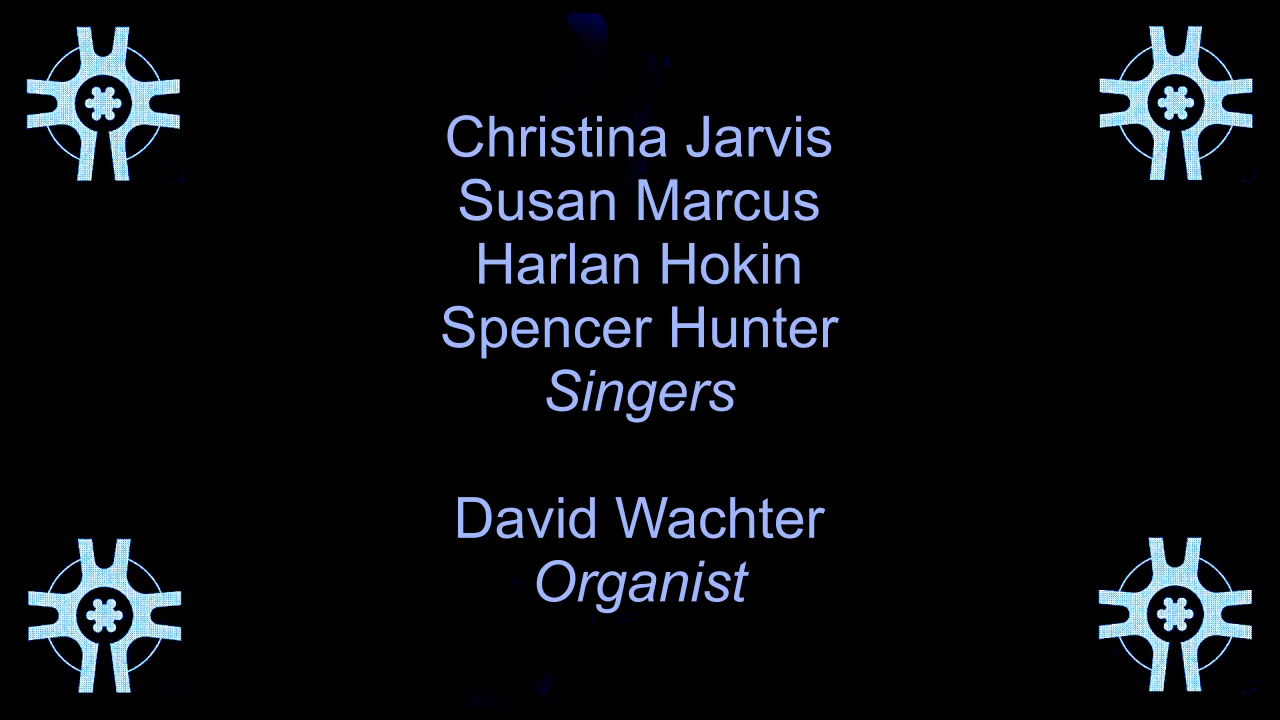 Christina Jarvis
Susan Marcus
Harlan Hokin
Spencer Hunter
Singers
David Wachter
Organist